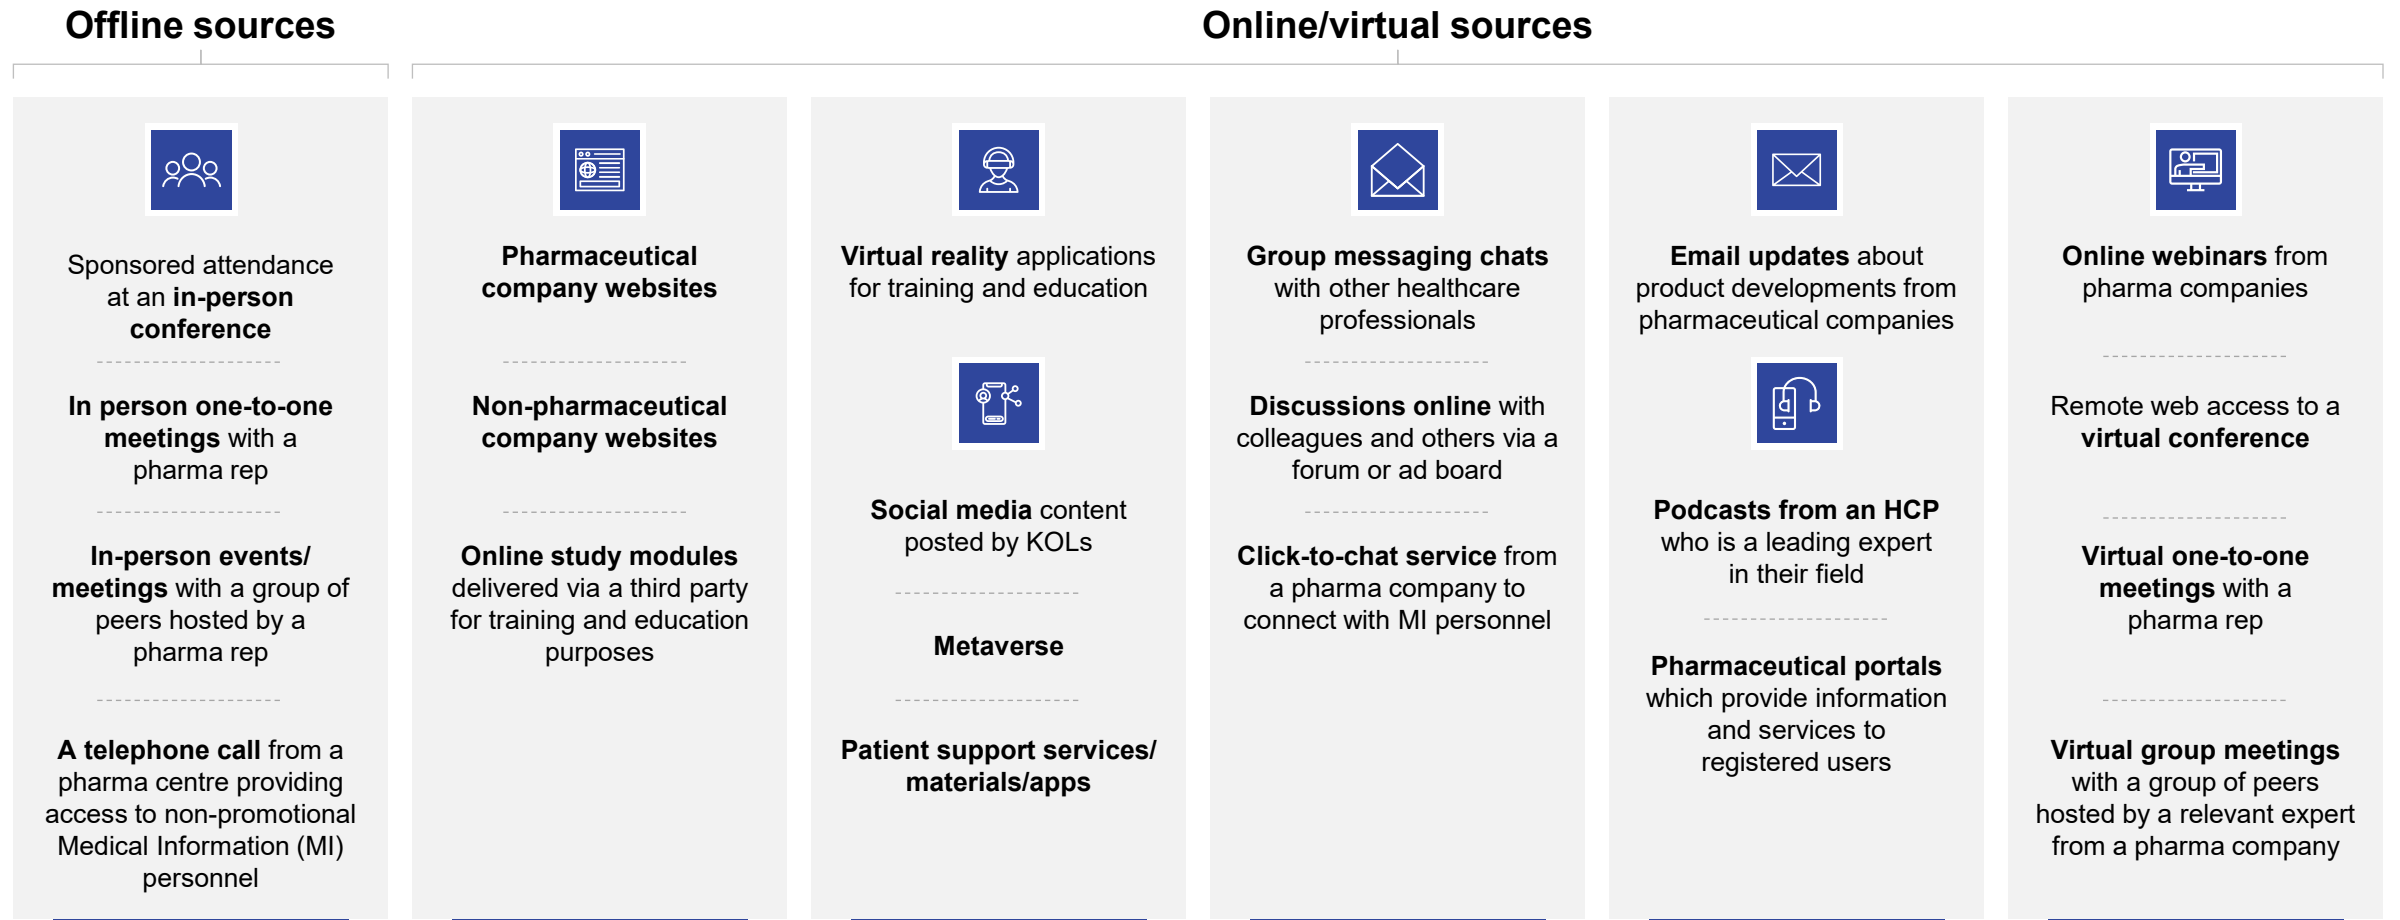 Offline sources
Online/virtual sources
Sponsored attendance
at an in-person
conference
In person one-to-one
meetings with a
pharma rep
In-person events/
meetings with a group of
peers hosted by a
pharma rep
A telephone call from a
pharma centre providing
access to non-promotional
Medical Information (MI)
personnel
Pharmaceutical
company websites
Non-pharmaceutical
company websites
Online study modules
delivered via a third party
for training and education
purposes
Virtual reality applications
for training and education
Social media content
posted by KOLs
Metaverse
Patient support services/
materials/apps
Group messaging chats
with other healthcare
professionals
Discussions online with
colleagues and others via a
forum or ad board
Click-to-chat service from
a pharma company to
connect with MI personnel
Email updates about
product developments from
pharmaceutical companies
Podcasts from an HCP
who is a leading expert
in their field
Pharmaceutical portals
which provide information
and services to
registered users
Online webinars from
pharma companies
Remote web access to a
virtual conference
Virtual one-to-one
meetings with a
pharma rep
Virtual group meetings
with a group of peers
hosted by a relevant expert
from a pharma company